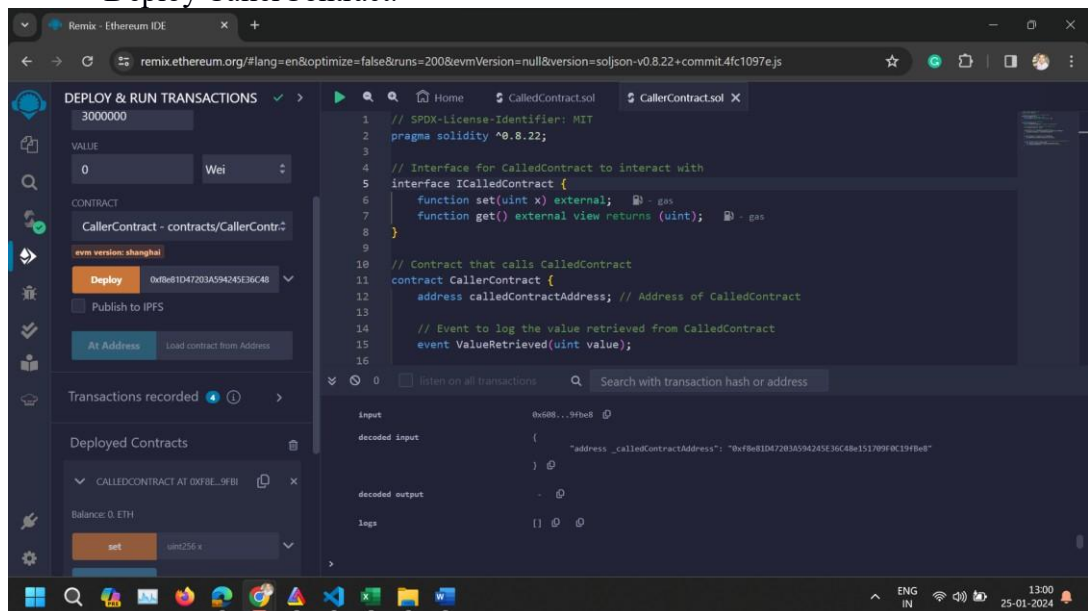 Deploy CallerContract.
Remix - Ethereum IDE
remix.ethereum.org/#lang=en&optimize=false&runs=200&evmVersion=null&version=soljson-v0.8.22+commit.4fc1097e.js
DEPLOY & RUN TRANSACTIONS
3000000
VALUE
0 Wei
CONTRACT
CallerContract - contracts/CallerContr
evm version: shanghai
Deploy 0xf8e81D47203A594245E36C48
Publish to IPFS
At Address Load contract from Address
Transactions recorded 4 i
Deployed Contracts
CALLEDCONTRACT AT 0XF8E...9FBI
Balance: 0. ETH
set uint256 x
Home CalledContract.sol CallerContract.sol
1 // SPDX-License-Identifier: MIT
2 pragma solidity ^0.8.22;
3
4 // Interface for CalledContract to interact with
5 interface ICalledContract {
6 function set(uint x) external; - gas
7 function get() external view returns (uint); - gas
8 }
9
10 // Contract that calls CalledContract
11 contract CallerContract {
12 address calledContractAddress; // Address of CalledContract
13
14 // Event to log the value retrieved from CalledContract
15 event ValueRetrieved(uint value);
16
0 listen on all transactions Search with transaction hash or address
input 0x608...9fbe8
decoded input {
"address _calledContractAddress": "0xf8e81D47203A594245E36C48e151709F0C19fBe8"
}
decoded output -
logs []
>
ENG
IN
13:00
25-01-2024